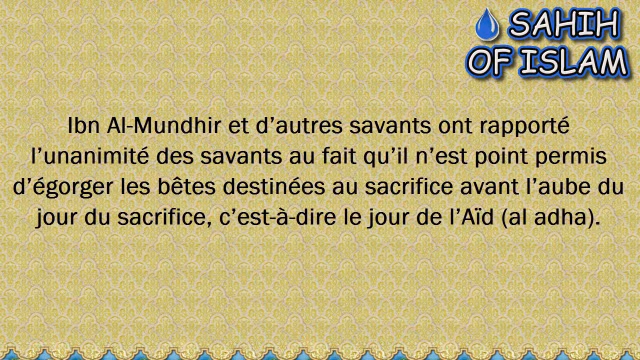 SAHIH
OF ISLAM
Ibn Al-Mundhir et d’autres savants ont rapporté
l’unanimité des savants au fait qu’il n’est point permis
d’égorger les bêtes destinées au sacrifice avant l’aube du
jour du sacrifice, c’est-à-dire le jour de l’Aïd (al adha).